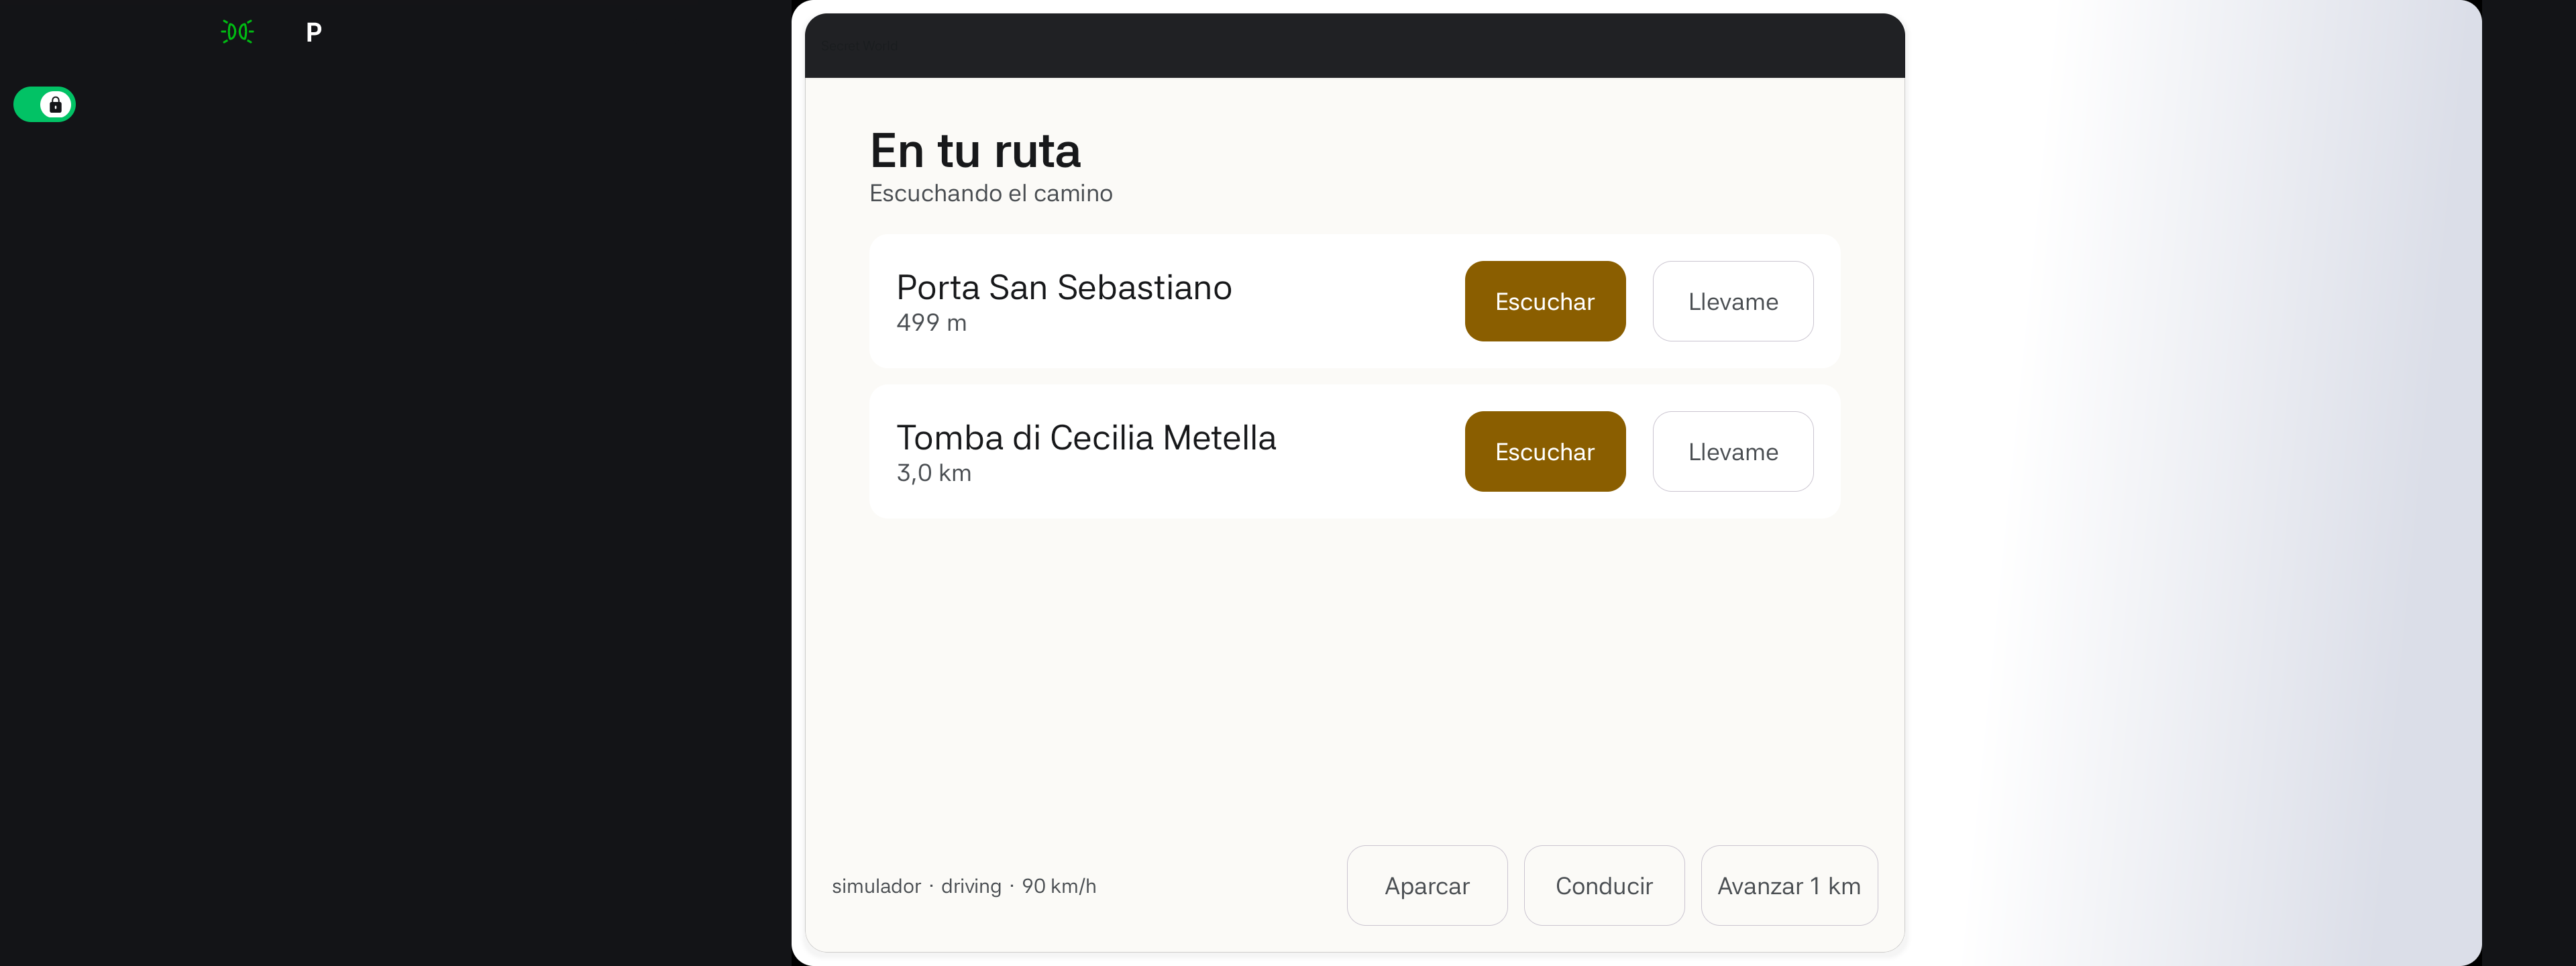 P
En tu ruta
Escuchando el camino
Porta San Sebastiano
499 m
Escuchar
Llevame
Tomba di Cecilia Metella
3,0 km
Escuchar
Llevame
simulador · driving · 90 km/h
Aparcar
Conducir
Avanzar 1 km